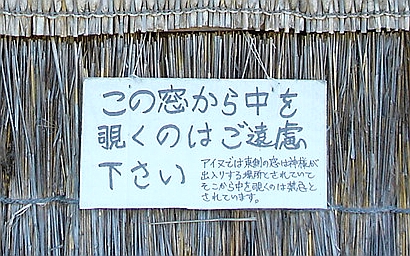 この窓から中を
覗くのはご遠慮
下さい
アイヌでは東側の窓は神様が
出入りする場所とされていて
そこから中を覗くのは禁忌と
されています。